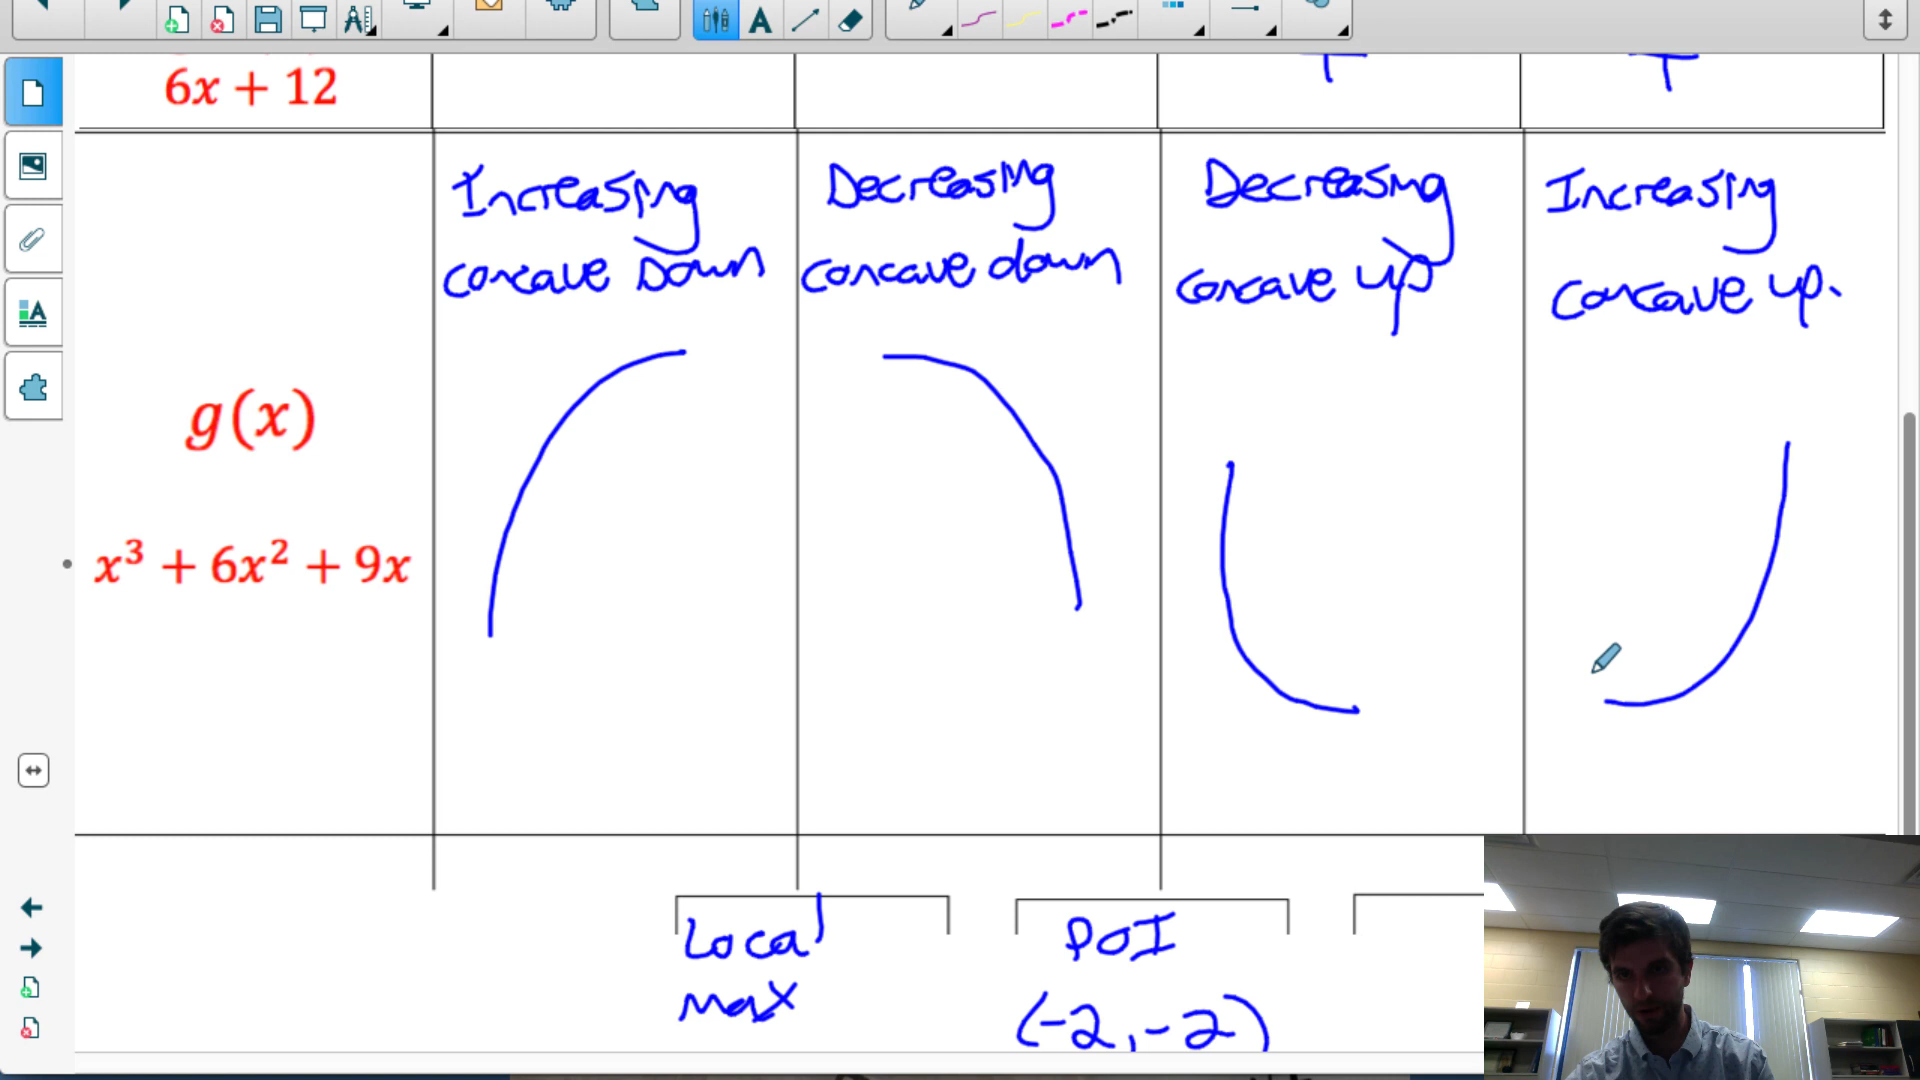 6x + 12
Increasing
concave Down
Decreasing
concave down
Decreasing
concave up
Increasing
concave up.
g(x)
x³ + 6x² + 9x
Local
max
POI
(-2,-2)